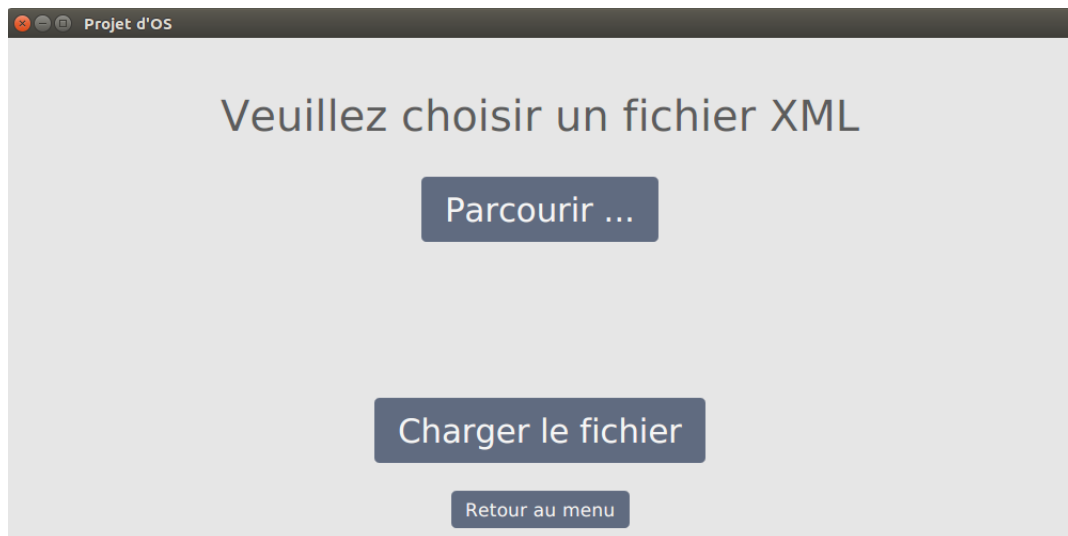 Projet d'OS
Veuillez choisir un fichier XML
Parcourir ...
Charger le fichier
Retour au menu